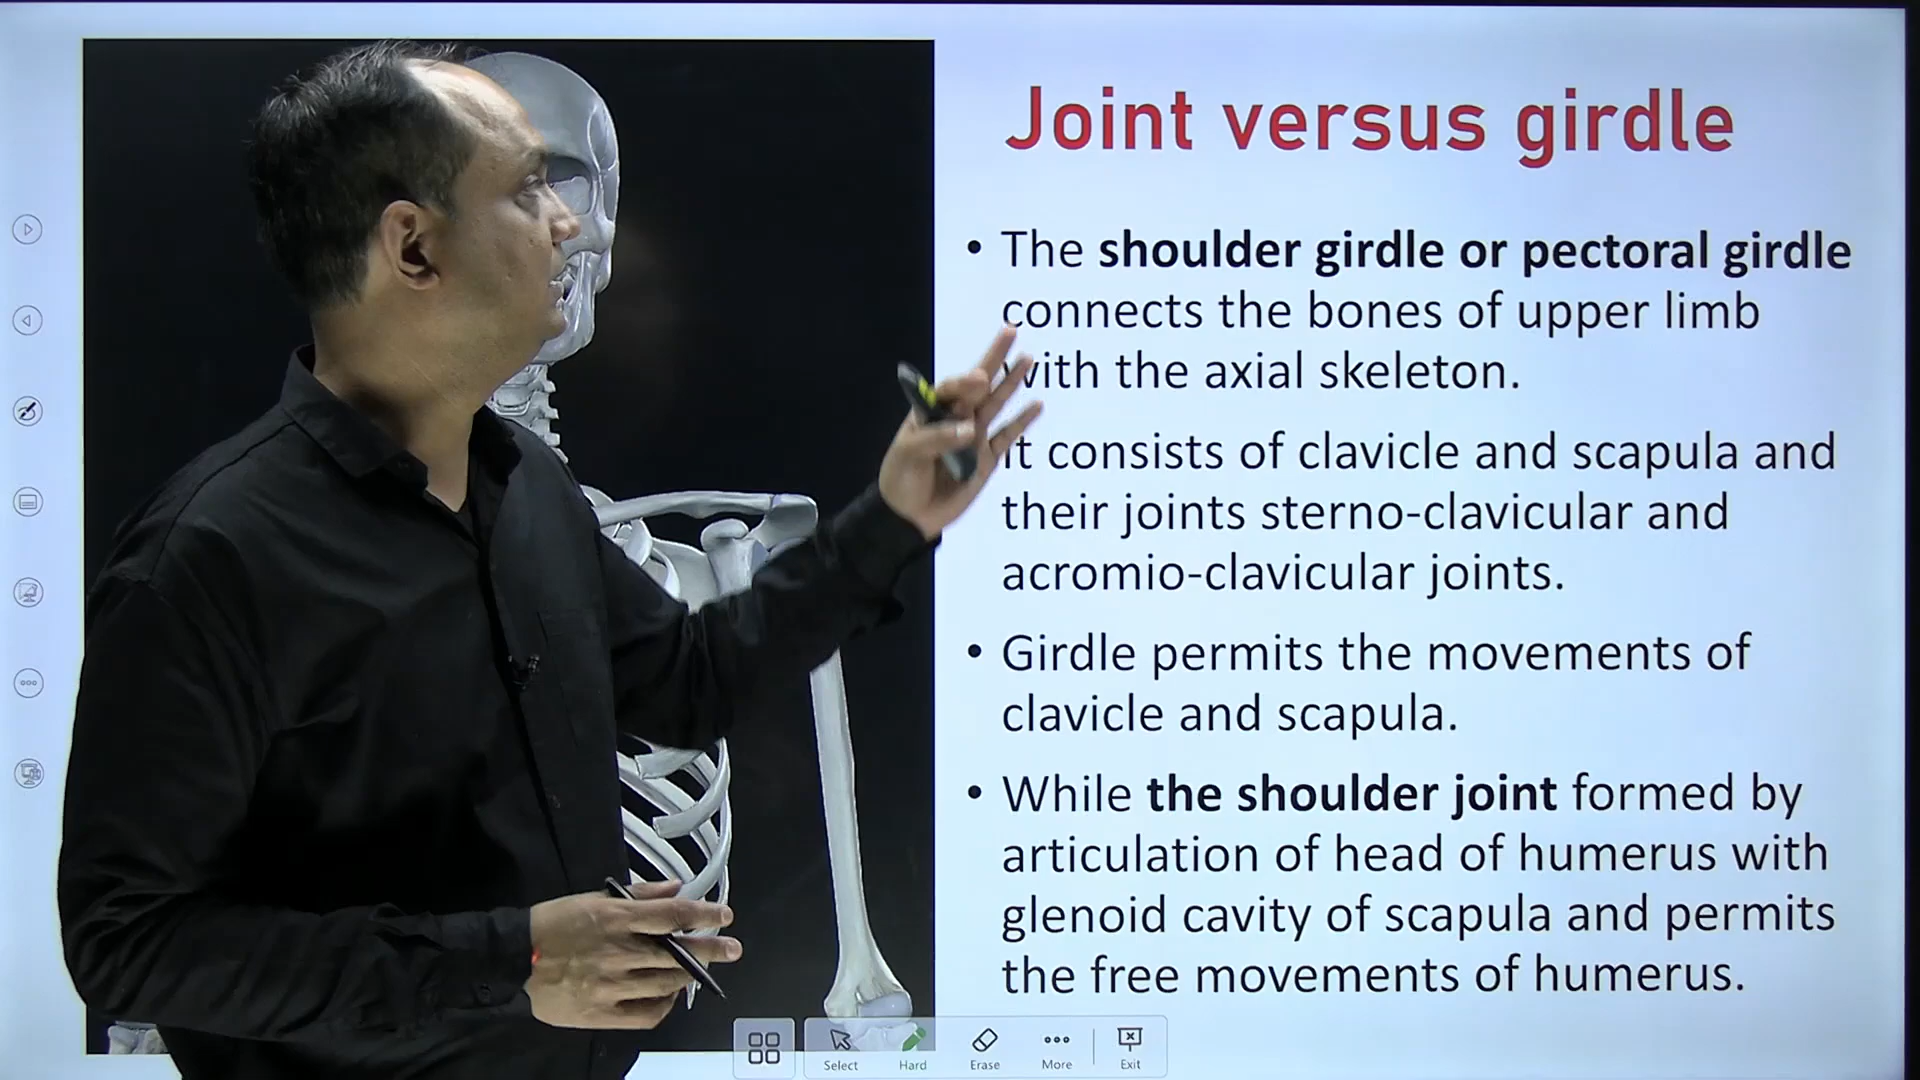 Joint versus girdle
• The shoulder girdle or pectoral girdle
connects the bones of upper limb
with the axial skeleton.
It consists of clavicle and scapula and
their joints sterno-clavicular and
acromio-clavicular joints.
• Girdle permits the movements of
clavicle and scapula.
• While the shoulder joint formed by
articulation of head of humerus with
glenoid cavity of scapula and permits
the free movements of humerus.
Select Hard Erase More Exit